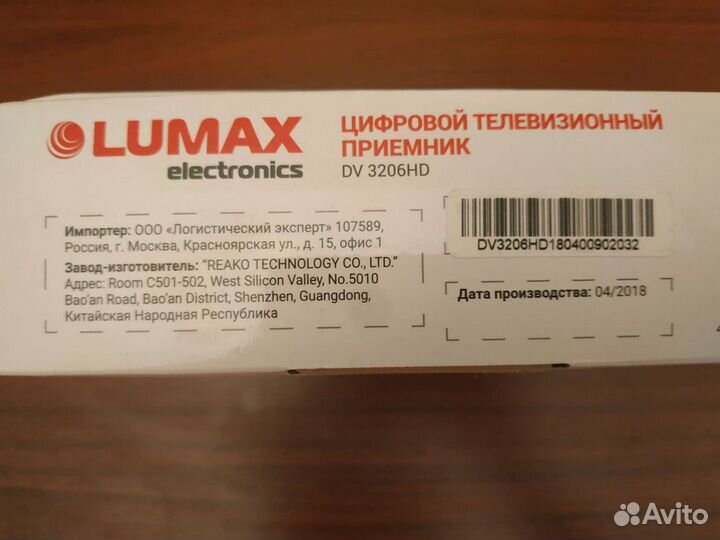 LUMAX
electronics
ЦИФРОВОЙ ТЕЛЕВИЗИОННЫЙ
ПРИЕМНИК
DV 3206HD
Импортер: ООО «Логистический эксперт» 107589,
Россия, г. Москва, Красноярская ул., д. 15, офис 1
Завод-изготовитель: “REAKO TECHNOLOGY CO., LTD.”
Адрес: Room C501-502, West Silicon Valley, No.5010
Bao'an Road, Bao'an District, Shenzhen, Guangdong,
Китайская Народная Республика
DV3206HD180400902032
Дата производства: 04/2018
Avito